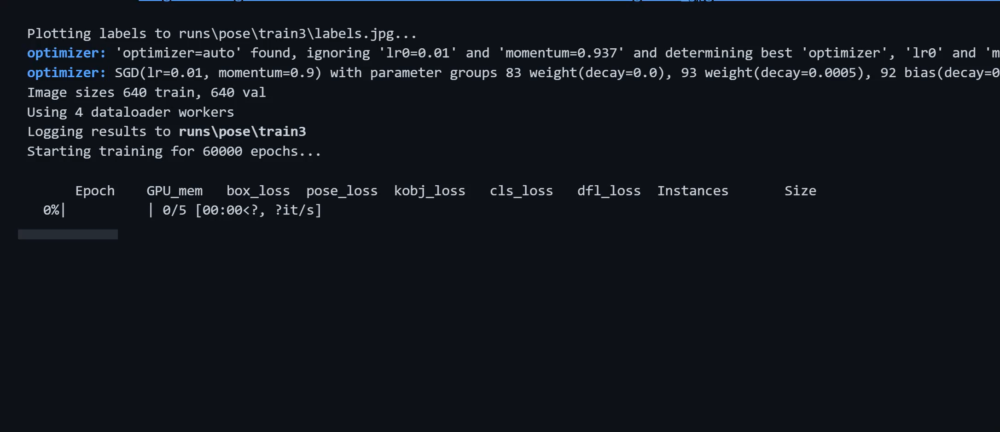 Plotting labels to runs\pose\train3\labels.jpg...
optimizer: 'optimizer=auto' found, ignoring 'lr0=0.01' and 'momentum=0.937' and determining best 'optimizer', 'lr0' and 'm
optimizer: SGD(lr=0.01, momentum=0.9) with parameter groups 83 weight(decay=0.0), 93 weight(decay=0.0005), 92 bias(decay=0
Image sizes 640 train, 640 val
Using 4 dataloader workers
Logging results to runs\pose\train3
Starting training for 60000 epochs...
Epoch GPU_mem box_loss pose_loss kobj_loss cls_loss dfl_loss Instances Size
0%| | 0/5 [00:00<?, ?it/s]